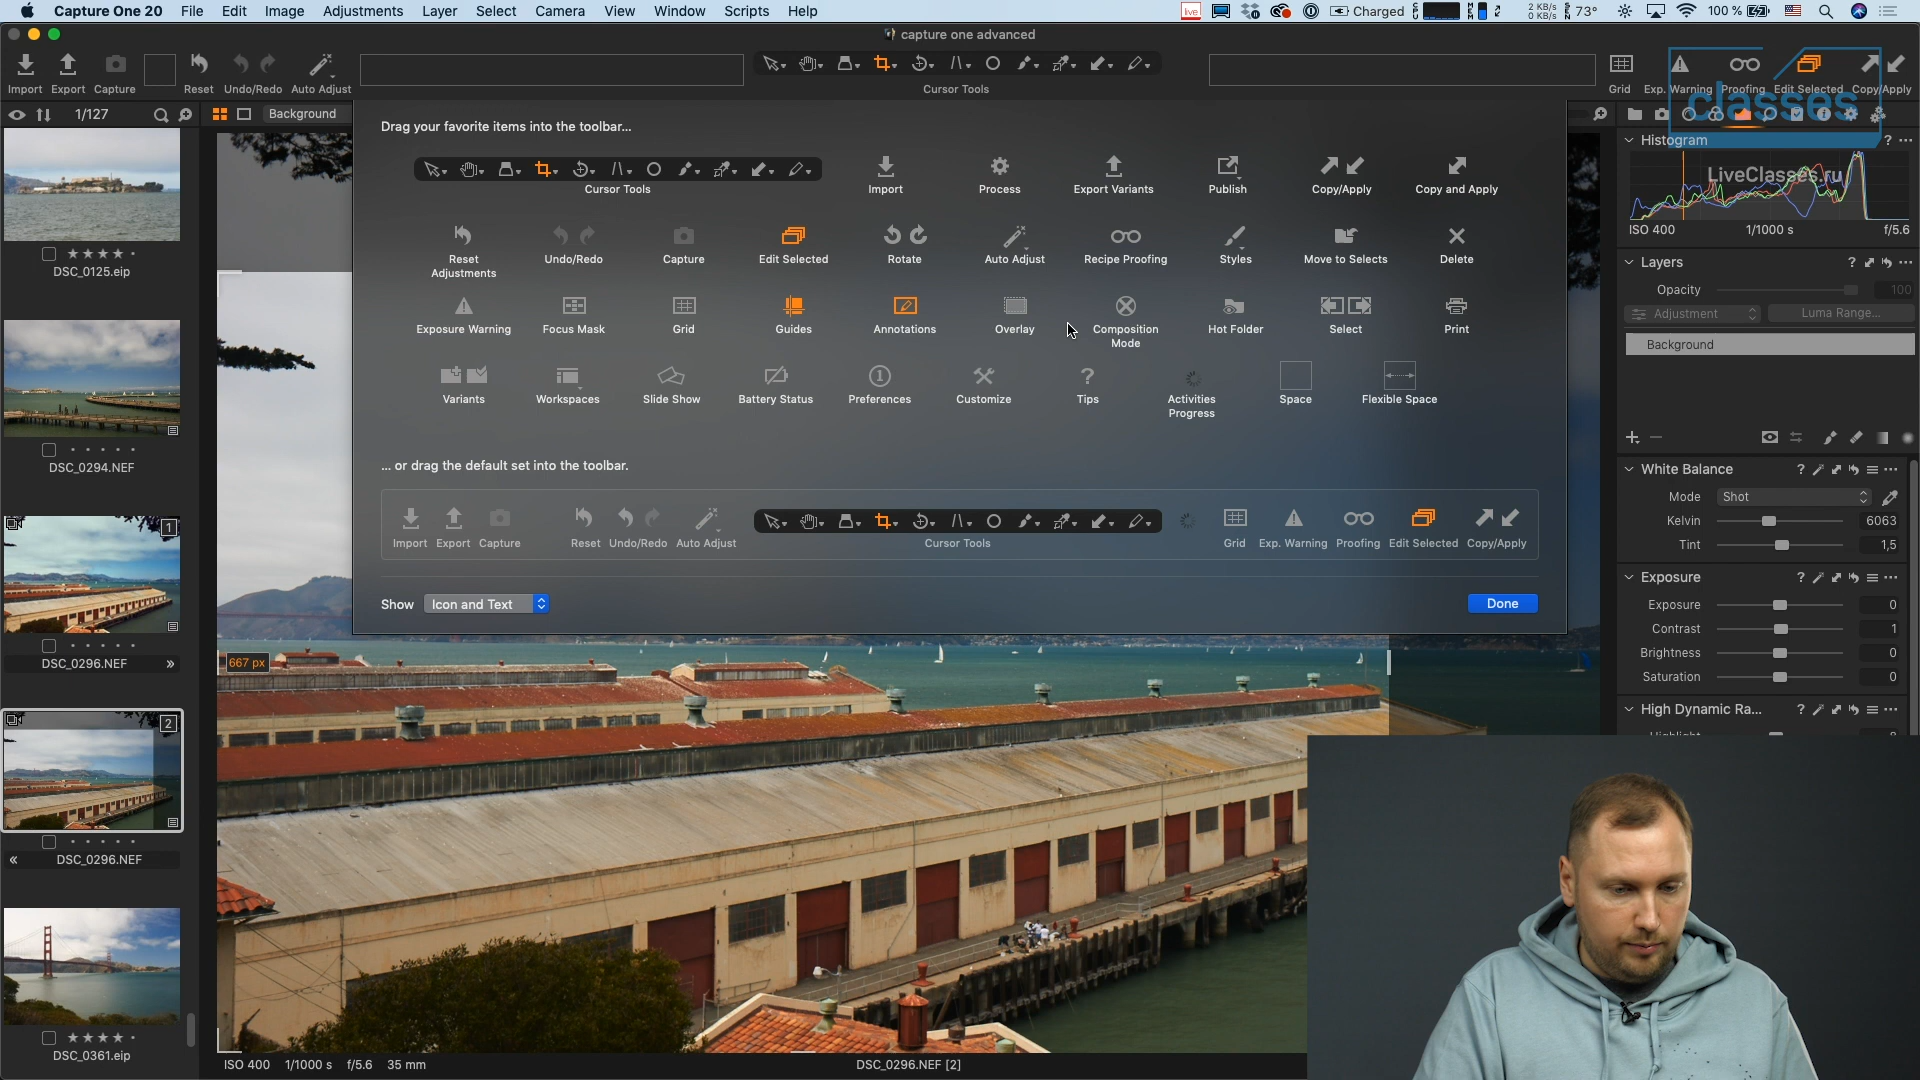 Capture One 20 File Edit Image Adjustments Layer Select Camera View Window Scripts Help
live Charged 2 KB/s 0 KB/s 73° 100 %
capture one advanced
Import Export Capture Reset Undo/Redo Auto Adjust Cursor Tools Grid Exp. Warning Proofing Edit Selected Copy/Apply
classes
LiveClasses.ru
1/127 Background
Drag your favorite items into the toolbar...
Cursor Tools Import Process Export Variants Publish Copy/Apply Copy and Apply
Reset Adjustments Undo/Redo Capture Edit Selected Rotate Auto Adjust Recipe Proofing Styles Move to Selects Delete
Exposure Warning Focus Mask Grid Guides Annotations Overlay Composition Mode Hot Folder Select Print
Variants Workspaces Slide Show Battery Status Preferences Customize Tips Activities Progress Space Flexible Space
... or drag the default set into the toolbar.
Import Export Capture Reset Undo/Redo Auto Adjust Cursor Tools Grid Exp. Warning Proofing Edit Selected Copy/Apply
Show Icon and Text Done
DSC_0125.eip
DSC_0294.NEF
1
DSC_0296.NEF
2
DSC_0296.NEF
DSC_0361.eip
667 px
ISO 400 1/1000 s f/5.6 35 mm DSC_0296.NEF [2]
Histogram
ISO 400 1/1000 s f/5.6
Layers
Opacity 100
Adjustment Luma Range...
Background
White Balance
Mode Shot
Kelvin 6063
Tint 1,5
Exposure
Exposure 0
Contrast 1
Brightness 0
Saturation 0
High Dynamic Ra...